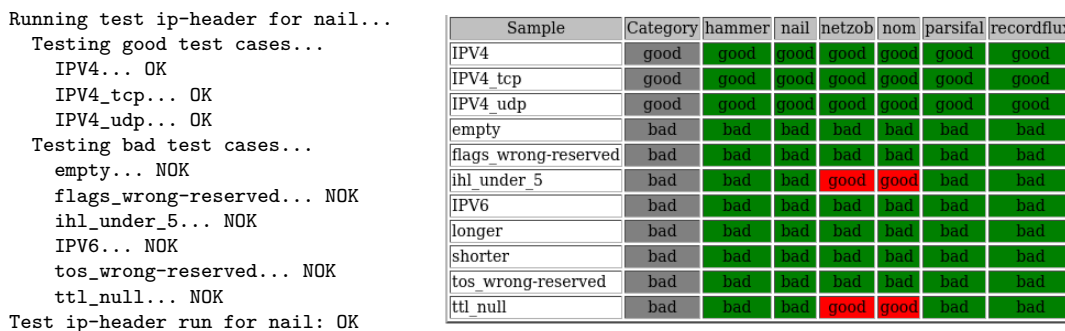 Running test ip-header for nail...
Testing good test cases...
IPV4... OK
IPV4_tcp... OK
IPV4_udp... OK
Testing bad test cases...
empty... NOK
flags_wrong-reserved... NOK
ihl_under_5... NOK
IPV6... NOK
tos_wrong-reserved... NOK
ttl_null... NOK
Test ip-header run for nail: OK
Sample Category hammer nail netzob nom parsifal recordflux
IPV4 good good good good good good good
IPV4_tcp good good good good good good good
IPV4_udp good good good good good good good
empty bad bad bad bad bad bad bad
flags_wrong-reserved bad bad bad bad bad bad bad
ihl_under_5 bad bad bad good good bad bad
IPV6 bad bad bad bad bad bad bad
longer bad bad bad bad bad bad bad
shorter bad bad bad bad bad bad bad
tos_wrong-reserved bad bad bad bad bad bad bad
ttl_null bad bad bad good good bad bad